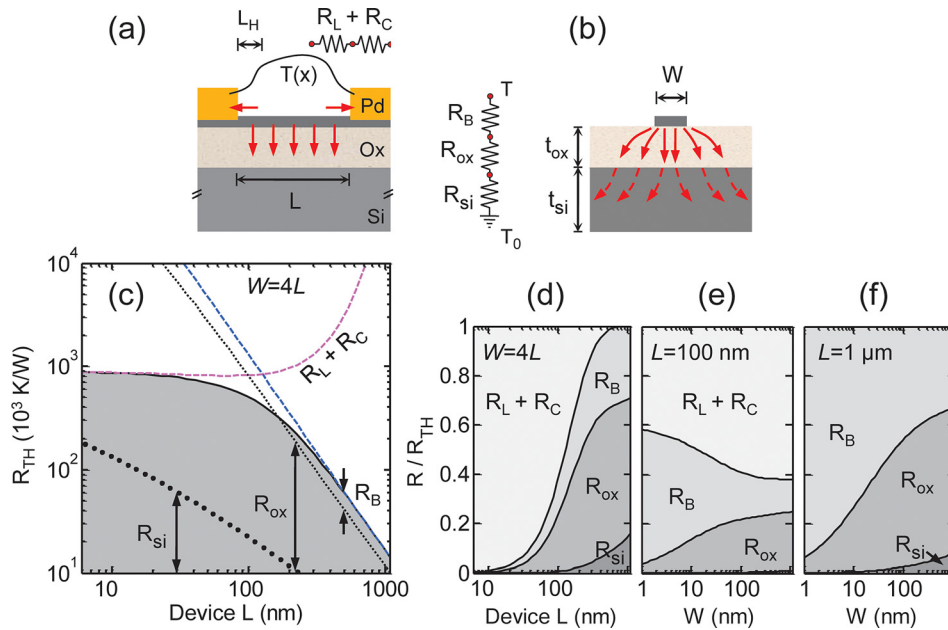 (a)
L_H
R_L + R_C
T(x)
Pd
Ox
L
Si
(b)
W
T
R_B
R_ox
R_si
T_0
t_ox
t_si
(c)
W=4L
R_TH (10^3 K/W)
10^4
10^3
10^2
10^1
R_L + R_C
R_B
R_ox
R_si
10 100 1000
Device L (nm)
(d) (e) (f)
R / R_TH
1
0.8
0.6
0.4
0.2
0
W=4L
R_L + R_C
R_B
R_ox
R_si
10 100
Device L (nm)
L=100 nm
R_L + R_C
R_B
R_ox
1 10 100
W (nm)
L=1 μm
R_B
R_ox
R_si
1 10 100
W (nm)